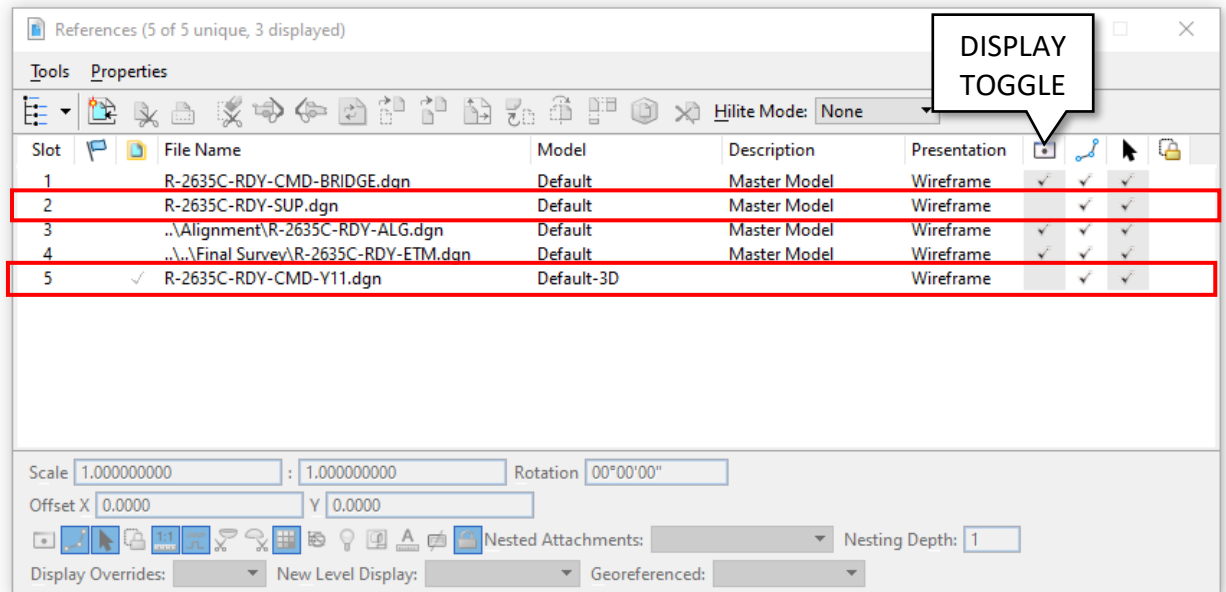 References (5 of 5 unique, 3 displayed)
DISPLAY
TOGGLE
Tools Properties
Hilite Mode: None
Slot File Name Model Description Presentation
1 R-2635C-RDY-CMD-BRIDGE.dgn Default Master Model Wireframe
2 R-2635C-RDY-SUP.dgn Default Master Model Wireframe
3 ..\Alignment\R-2635C-RDY-ALG.dgn Default Master Model Wireframe
4 ..\..\Final Survey\R-2635C-RDY-ETM.dgn Default Master Model Wireframe
5 R-2635C-RDY-CMD-Y11.dgn Default-3D Wireframe
Scale 1.000000000 : 1.000000000 Rotation 00°00'00"
Offset X 0.0000 Y 0.0000
1:1 A Nested Attachments: Nesting Depth: 1
Display Overrides: New Level Display: Georeferenced: